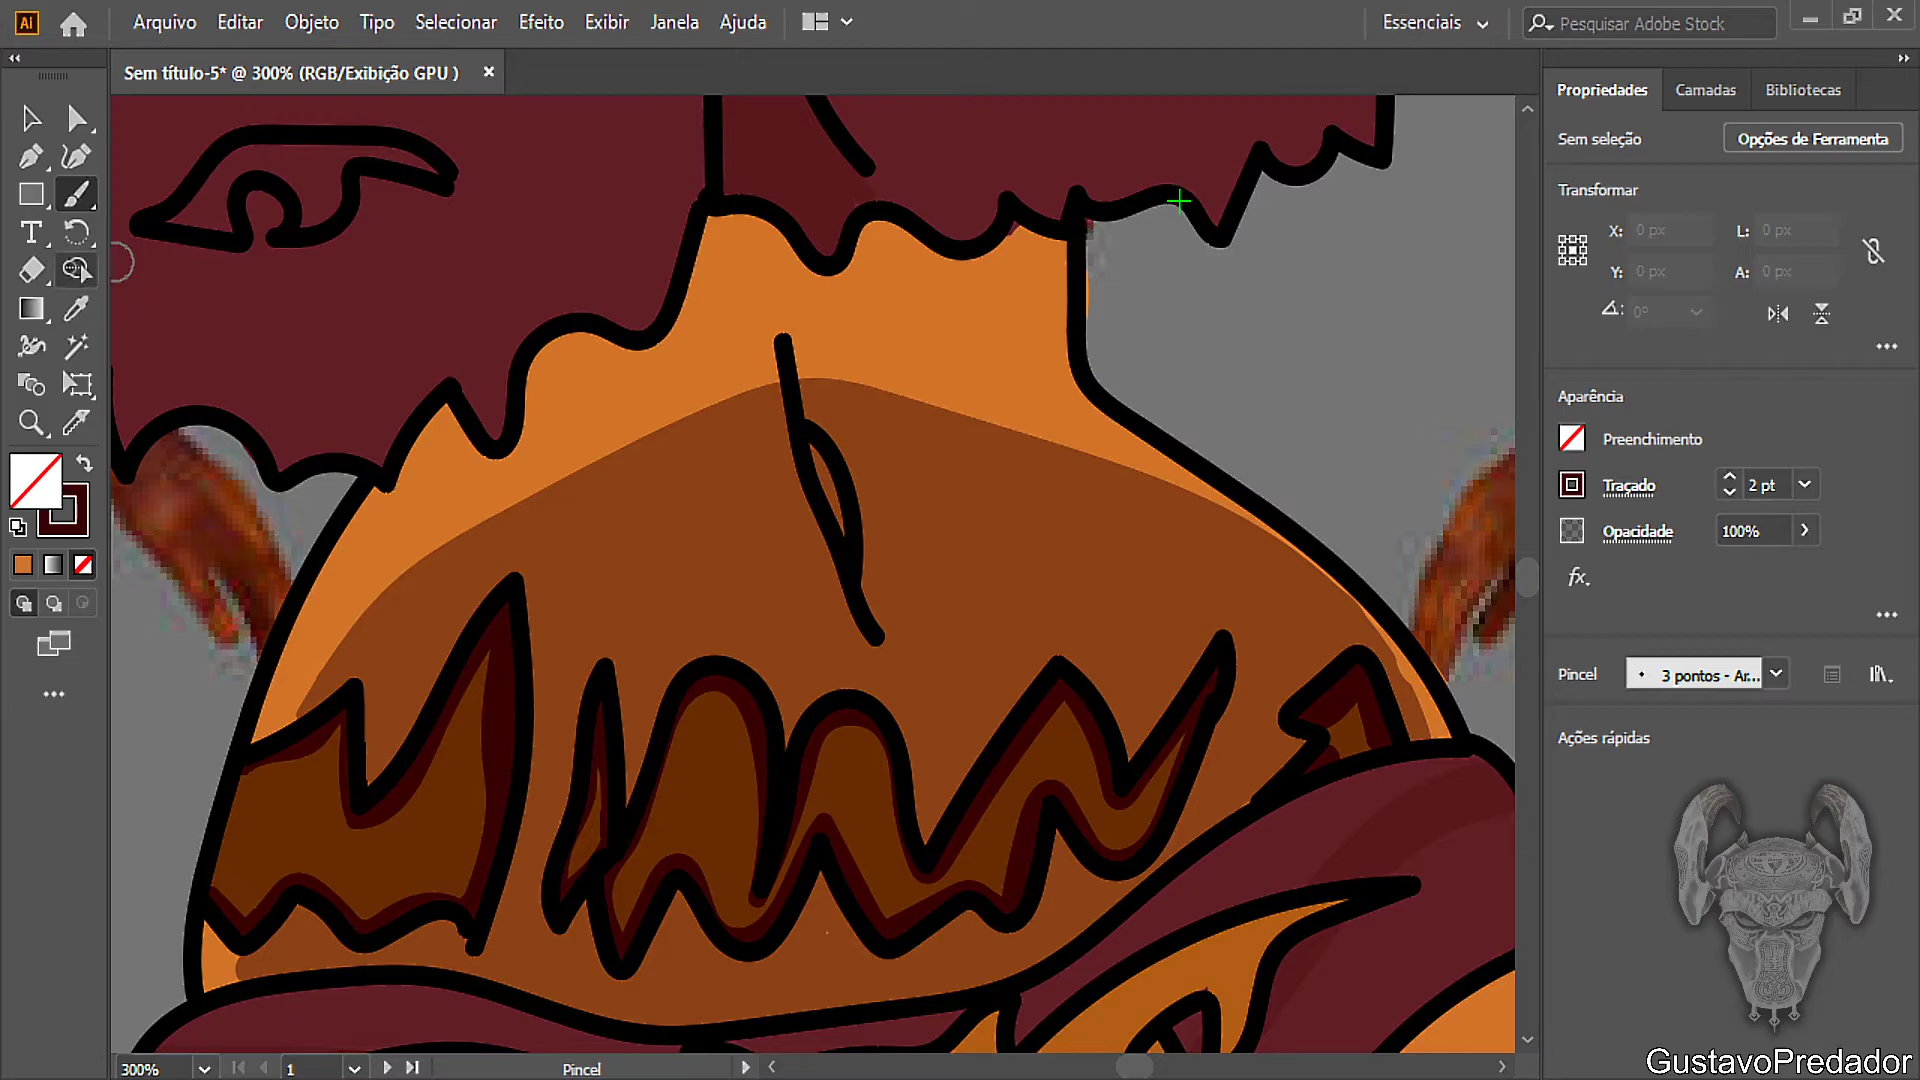 Ai Arquivo Editar Objeto Tipo Selecionar Efeito Exibir Janela Ajuda Essenciais Pesquisar Adobe Stock
Sem título-5* @ 300% (RGB/Exibição GPU ) ×
Propriedades Camadas Bibliotecas
Sem seleção Opções de Ferramenta
Transformar
X: 0 px L: 0 px
Y: 0 px A: 0 px
0°
Aparência
Preenchimento
Traçado 2 pt
Opacidade 100%
fx.
Pincel 3 pontos - Ar...
Ações rápidas
300% 1 Pincel
GustavoPredador